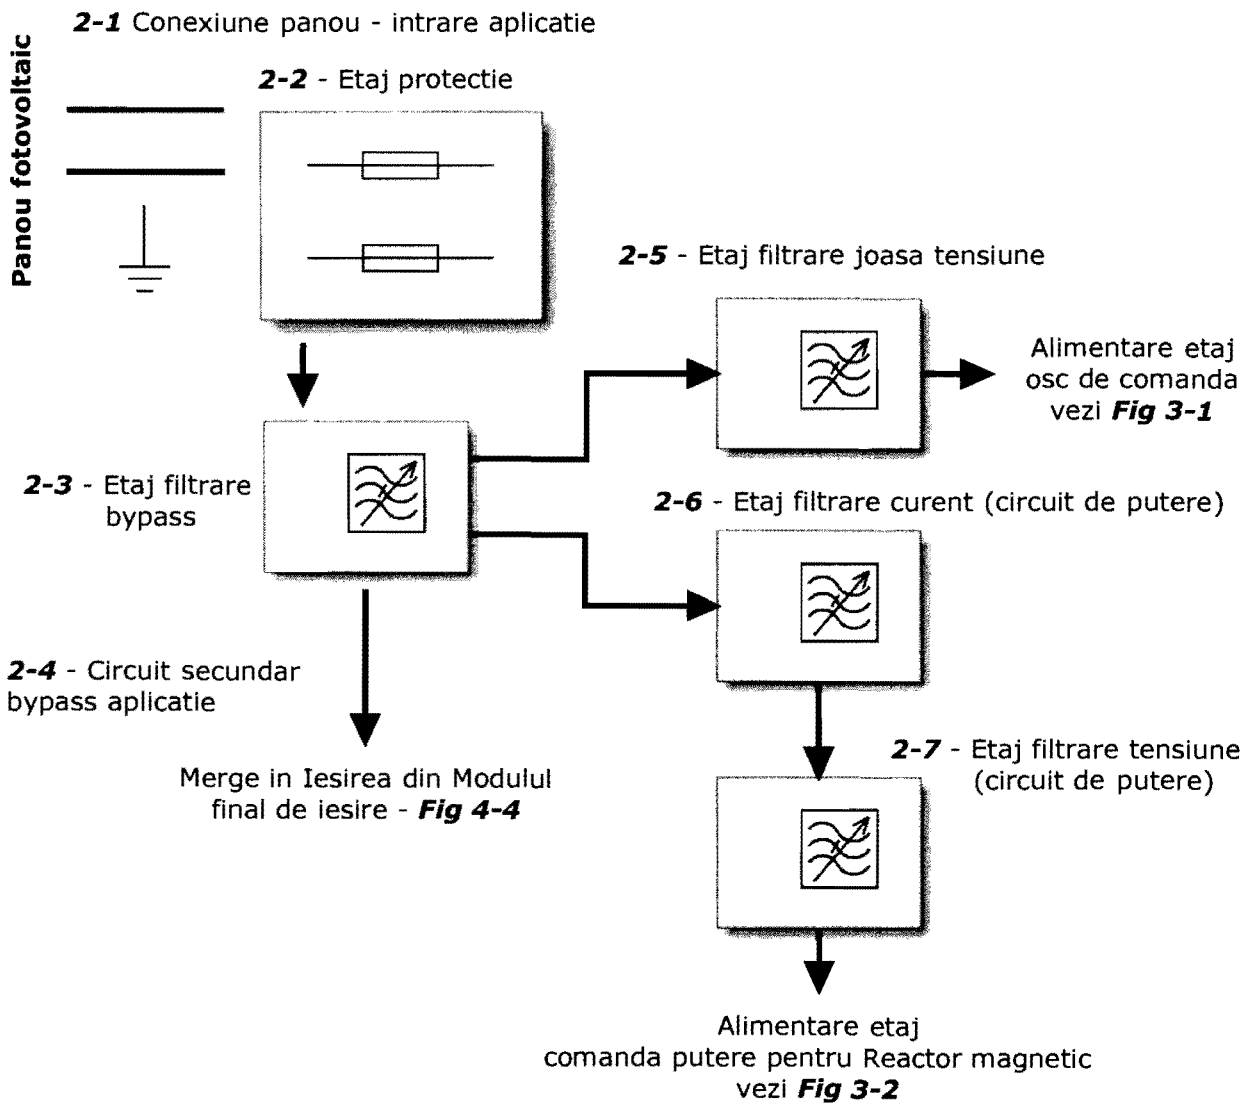 2-1 Conexiune panou - intrare aplicatie
Panou fotovoltaic
2-2 - Etaj protectie
2-5 - Etaj filtrare joasa tensiune
Alimentare etaj
osc de comanda
vezi Fig 3-1
2-3 - Etaj filtrare
bypass
2-6 - Etaj filtrare curent (circuit de putere)
2-4 - Circuit secundar
bypass aplicatie
2-7 - Etaj filtrare tensiune
(circuit de putere)
Merge in Iesirea din Modulul
final de iesire - Fig 4-4
Alimentare etaj
comanda putere pentru Reactor magnetic
vezi Fig 3-2